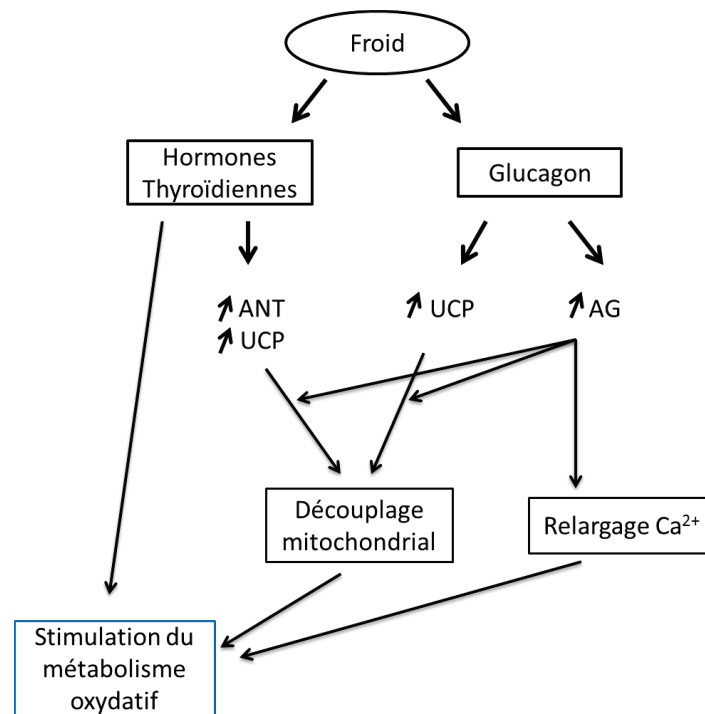 Froid
Hormones
Thyroïdiennes
Glucagon
ANT
UCP
UCP
AG
Découplage
mitochondrial
Relargage Ca²⁺
Stimulation du
métabolisme
oxydatif